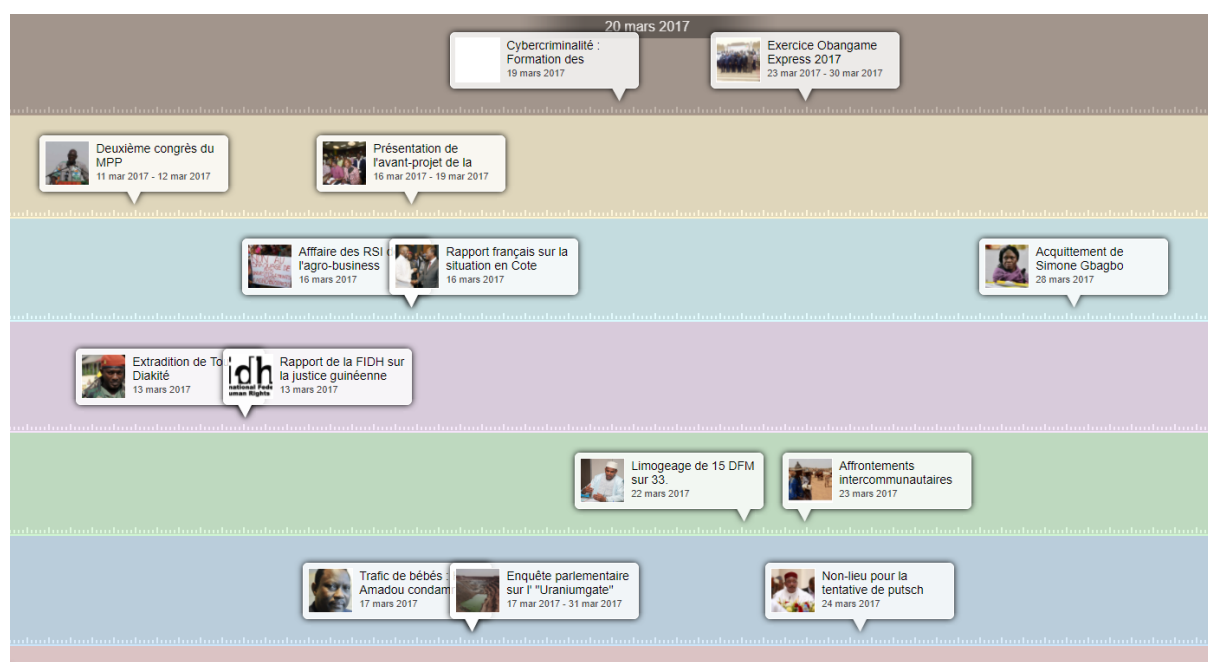 20 mars 2017
Cybercriminalité :
Formation des
19 mars 2017
Exercice Obangame
Express 2017
23 mar 2017 - 30 mar 2017
Deuxième congrès du
MPP
11 mar 2017 - 12 mar 2017
Présentation de
l'avant-projet de la
16 mar 2017 - 19 mar 2017
Afffaire des RSI
l'agro-business
16 mars 2017
Rapport français sur la
situation en Cote
16 mars 2017
Acquittement de
Simone Gbagbo
28 mars 2017
Extradition de To
Diakité
13 mars 2017
idh
Rapport de la FIDH sur
la justice guinéenne
13 mars 2017
Limogeage de 15 DFM
sur 33.
22 mars 2017
Affrontements
intercommunautaires
23 mars 2017
Trafic de bébés :
Amadou condam
17 mars 2017
Enquête parlementaire
sur l' "Uraniumgate"
17 mar 2017 - 31 mar 2017
Non-lieu pour la
tentative de putsch
24 mars 2017